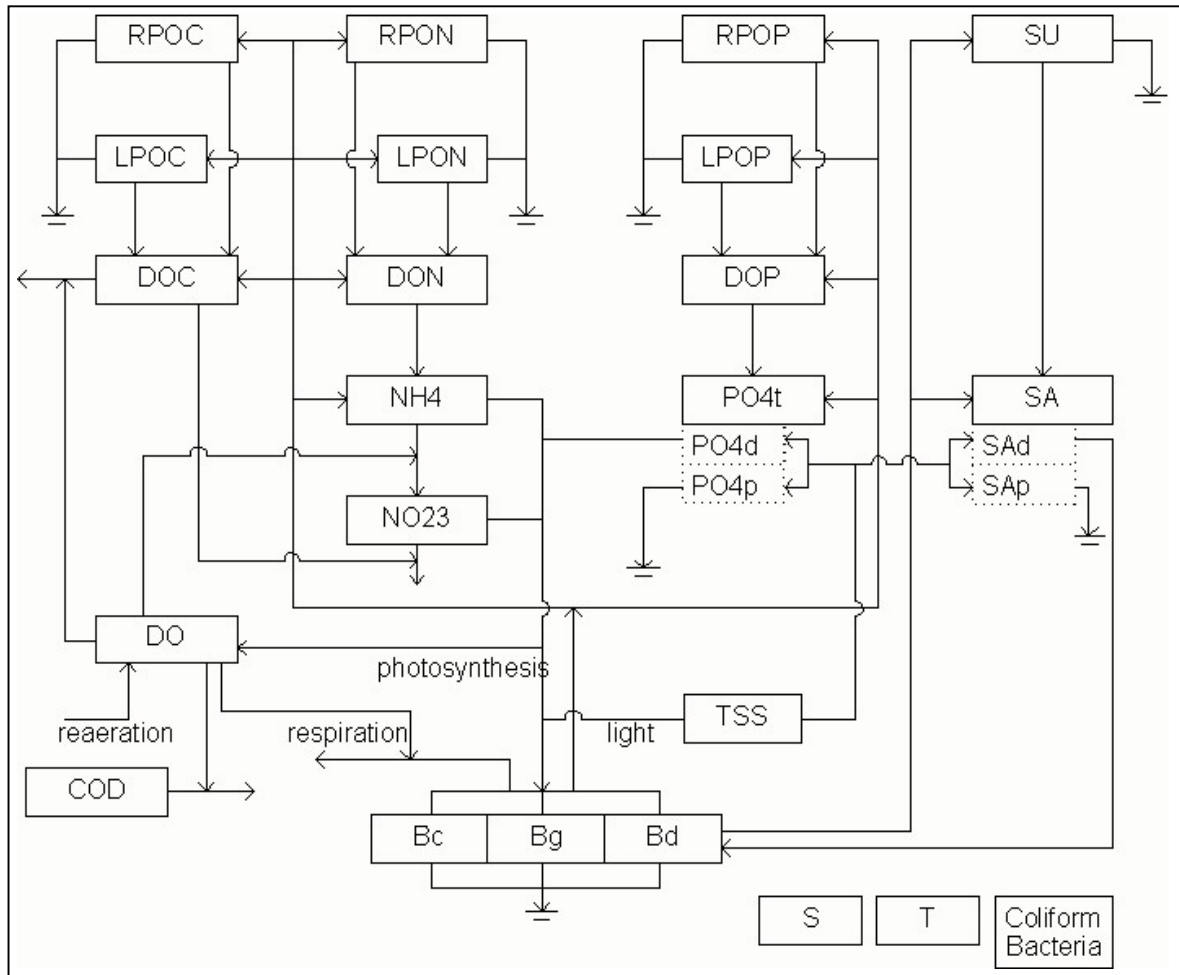 RPOC
RPON
RPOP
SU
LPOC
LPON
LPOP
DOC
DON
DOP
NH4
PO4t
SA
PO4d
SAd
PO4p
SAp
NO23
DO
photosynthesis
TSS
reaeration
respiration
light
COD
Bc
Bg
Bd
S
T
Coliform
Bacteria